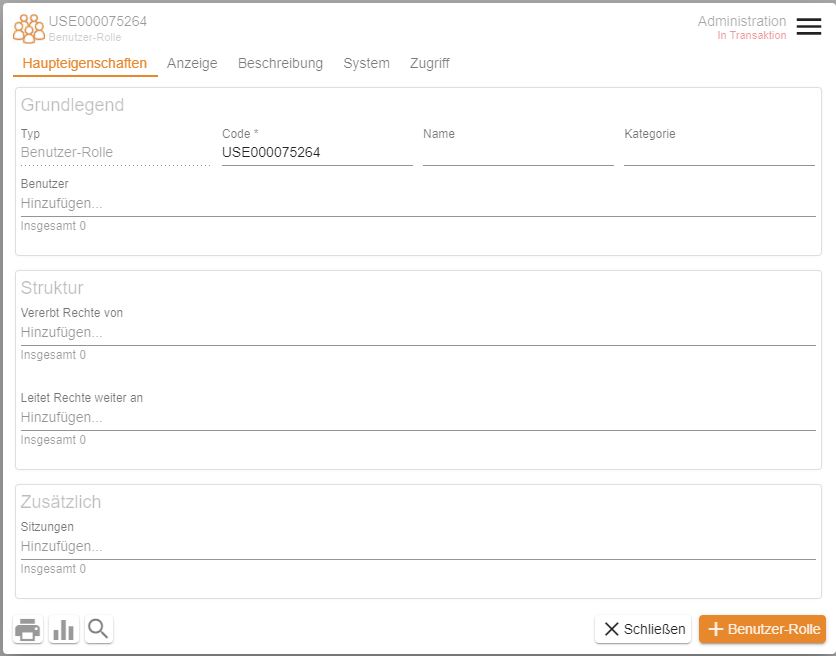 USE000075264
Benutzer-Rolle
Administration
In Transaktion
Haupteigenschaften Anzeige Beschreibung System Zugriff
Grundlegend
Typ Code * Name Kategorie
Benutzer-Rolle USE000075264
Benutzer
Hinzufügen...
Insgesamt 0
Struktur
Vererbt Rechte von
Hinzufügen...
Insgesamt 0
Leitet Rechte weiter an
Hinzufügen...
Insgesamt 0
Zusätzlich
Sitzungen
Hinzufügen...
Insgesamt 0
Schließen Benutzer-Rolle